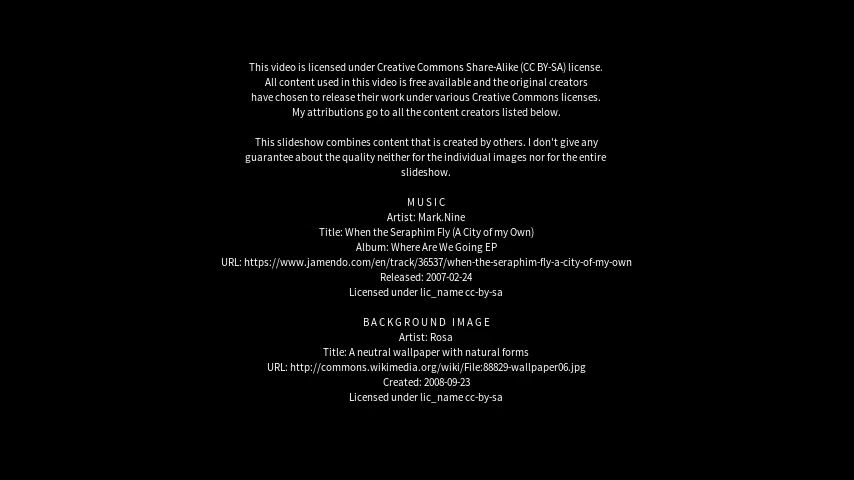 This video is licensed under Creative Commons Share-Alike (CC BY-SA) license.
All content used in this video is free available and the original creators
have chosen to release their work under various Creative Commons licenses.
My attributions go to all the content creators listed below.
This slideshow combines content that is created by others. I don't give any
guarantee about the quality neither for the individual images nor for the entire
slideshow.
MUSIC
Artist: Mark.Nine
Title: When the Seraphim Fly (A City of my Own)
Album: Where Are We Going EP
URL: https://www.jamendo.com/en/track/36537/when-the-seraphim-fly-a-city-of-my-own
Released: 2007-02-24
Licensed under lic_name cc-by-sa
BACKGROUND IMAGE
Artist: Rosa
Title: A neutral wallpaper with natural forms
URL: http://commons.wikimedia.org/wiki/File:88829-wallpaper06.jpg
Created: 2008-09-23
Licensed under lic_name cc-by-sa